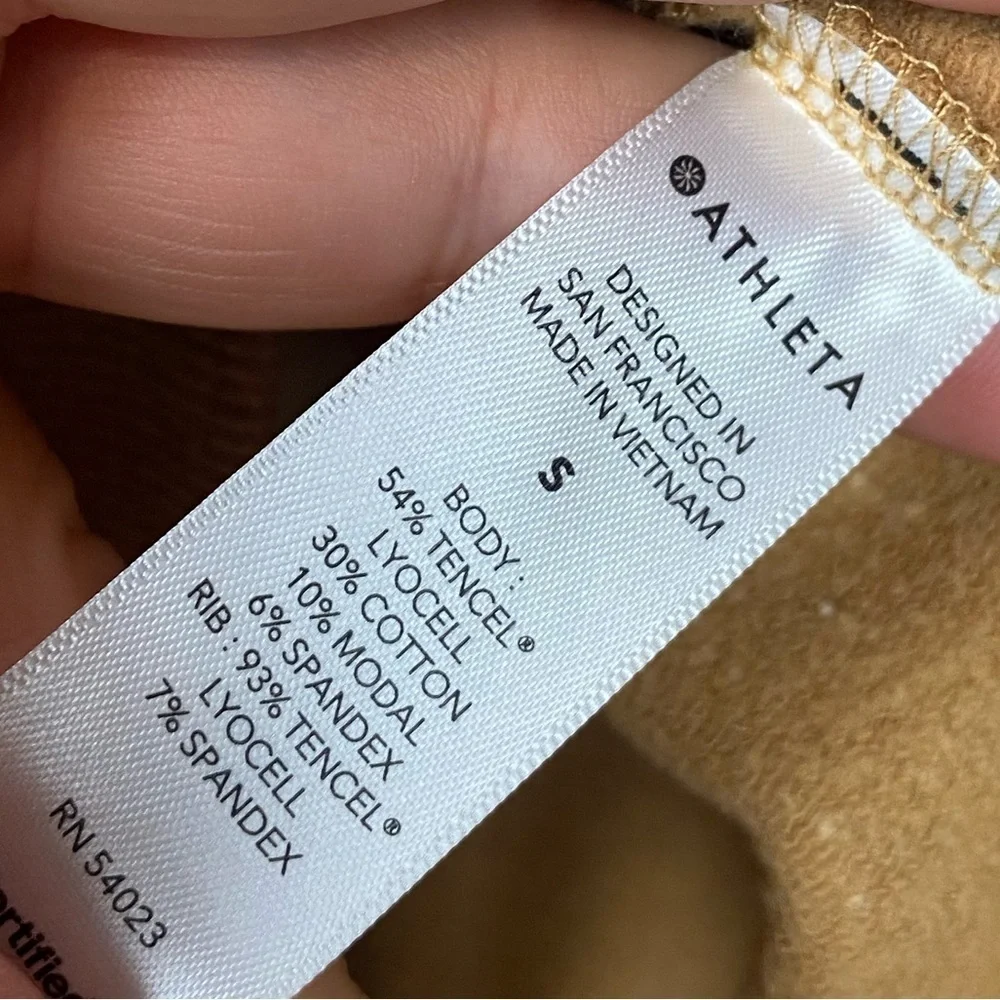 ATHLETA
DESIGNED IN
SAN FRANCISCO
MADE IN VIETNAM
S
BODY :
54% TENCEL®
LYOCELL
30% COTTON
10% MODAL
6% SPANDEX
RIB : 93% TENCEL®
LYOCELL
7% SPANDEX
RN 54023